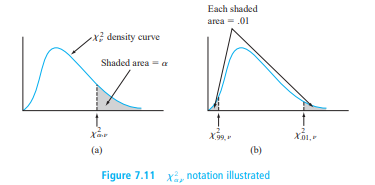 Each shaded
area = .01
χ²ᵥ density curve
Shaded area = α
χ²α,ν
χ².99, ν
χ².01, ν
(a)
(b)
Figure 7.11 χ²α,ν notation illustrated